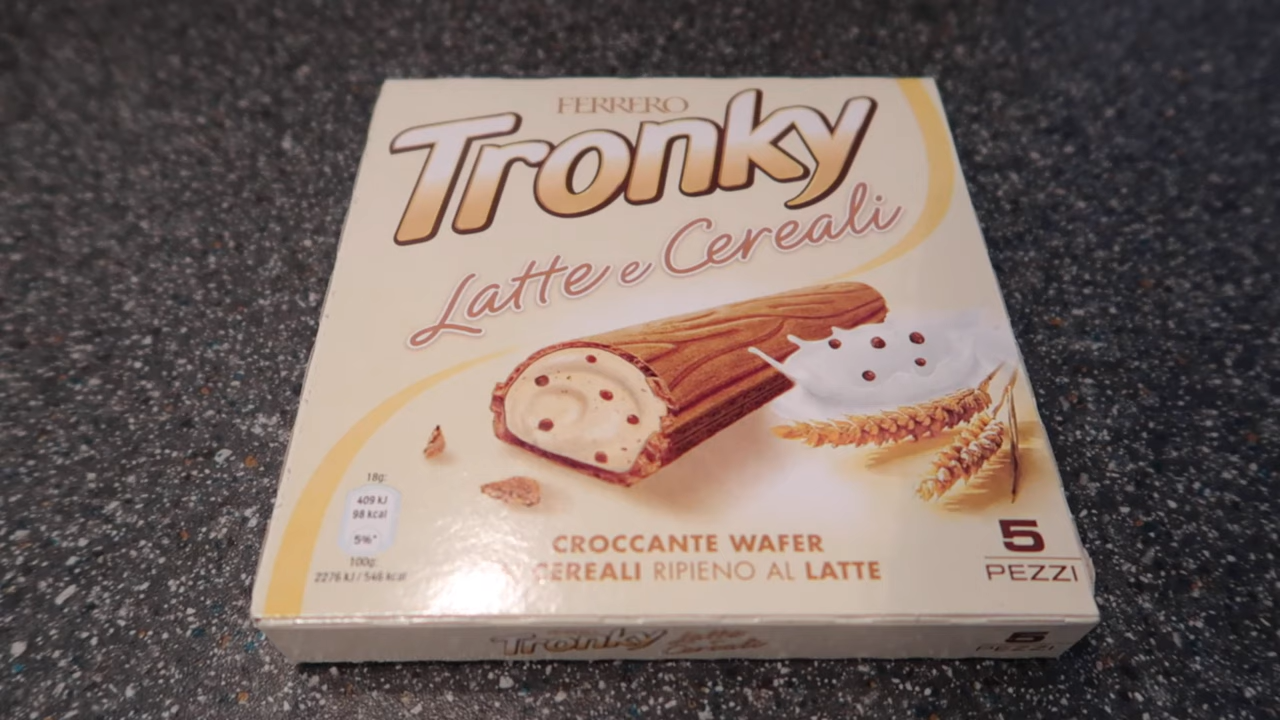 FERRERO
Tronky
Latte e Cereali
18g:
409 kJ
98 kcal
5%*
100g:
2276 kJ / 546 kcal
CROCCANTE WAFER
CEREALI RIPIENO AL LATTE
5
PEZZI
Tronky Latte e Cereali
5
PEZZI